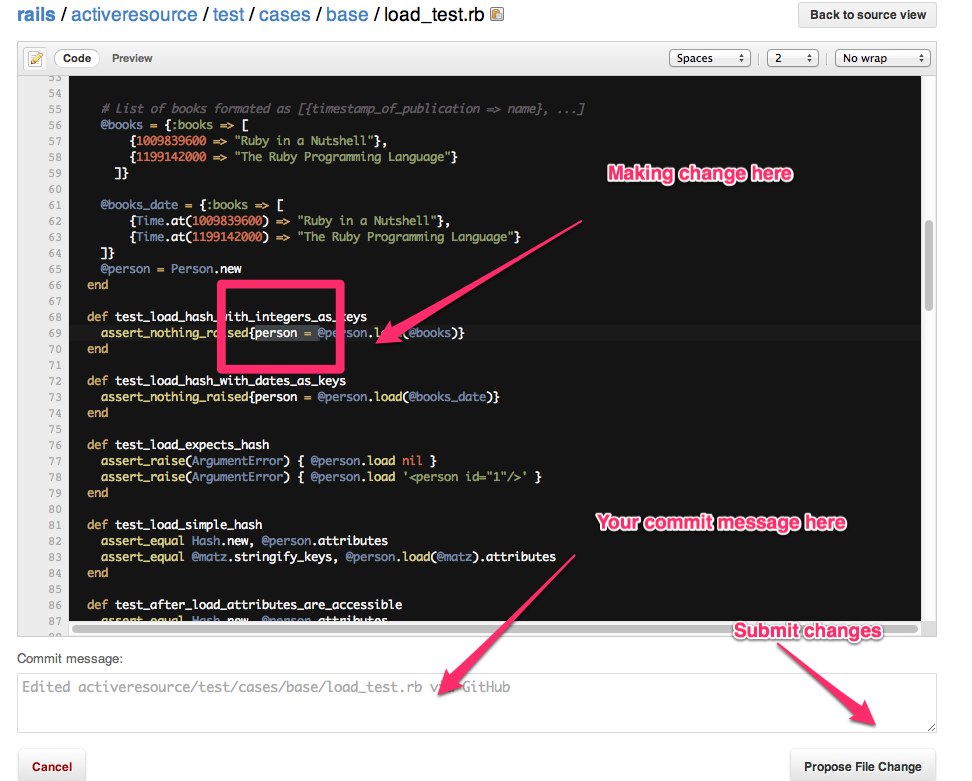 rails / activeresource / test / cases / base / load_test.rb
Back to source view
Code Preview Spaces 2 No wrap
53
54
55 # List of books formated as [{timestamp_of_publication => name}, ...]
56 @books = {:books => [
57 {1009839600 => "Ruby in a Nutshell"},
58 {1199142000 => "The Ruby Programming Language"}
59 ]}
Making change here
60
61 @books_date = {:books => [
62 {Time.at(1009839600) => "Ruby in a Nutshell"},
63 {Time.at(1199142000) => "The Ruby Programming Language"}
64 ]}
65 @person = Person.new
66 end
67
68 def test_load_hash_with_integers_as_keys
69 assert_nothing_raised{person = @person.load(@books)}
70 end
71
72 def test_load_hash_with_dates_as_keys
73 assert_nothing_raised{person = @person.load(@books_date)}
74 end
75
76 def test_load_expects_hash
77 assert_raise(ArgumentError) { @person.load nil }
78 assert_raise(ArgumentError) { @person.load '<person id="1"/>' }
79 end
80
81 def test_load_simple_hash
Your commit message here
82 assert_equal Hash.new, @person.attributes
83 assert_equal @matz.stringify_keys, @person.load(@matz).attributes
84 end
85
86 def test_after_load_attributes_are_accessible
87 assert_equal Hash.new, @person.attributes
88
Submit changes
Commit message:
Edited activeresource/test/cases/base/load_test.rb via GitHub
Cancel
Propose File Change